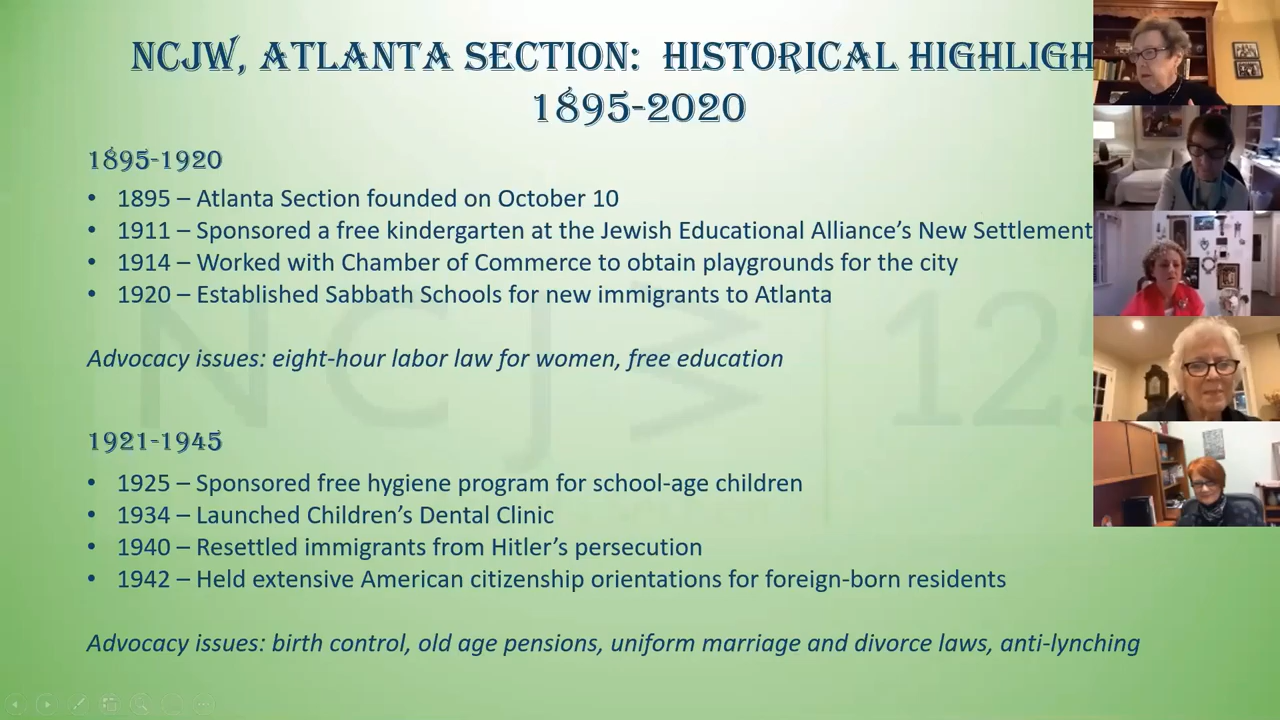 NCJW, ATLANTA SECTION: HISTORICAL HIGHLIGH
1895-2020
1895-1920
• 1895 – Atlanta Section founded on October 10
• 1911 – Sponsored a free kindergarten at the Jewish Educational Alliance’s New Settlement
• 1914 – Worked with Chamber of Commerce to obtain playgrounds for the city
• 1920 – Established Sabbath Schools for new immigrants to Atlanta
NCJW 125
Advocacy issues: eight-hour labor law for women, free education
1921-1945
• 1925 – Sponsored free hygiene program for school-age children
• 1934 – Launched Children’s Dental Clinic
• 1940 – Resettled immigrants from Hitler’s persecution
• 1942 – Held extensive American citizenship orientations for foreign-born residents
Advocacy issues: birth control, old age pensions, uniform marriage and divorce laws, anti-lynching